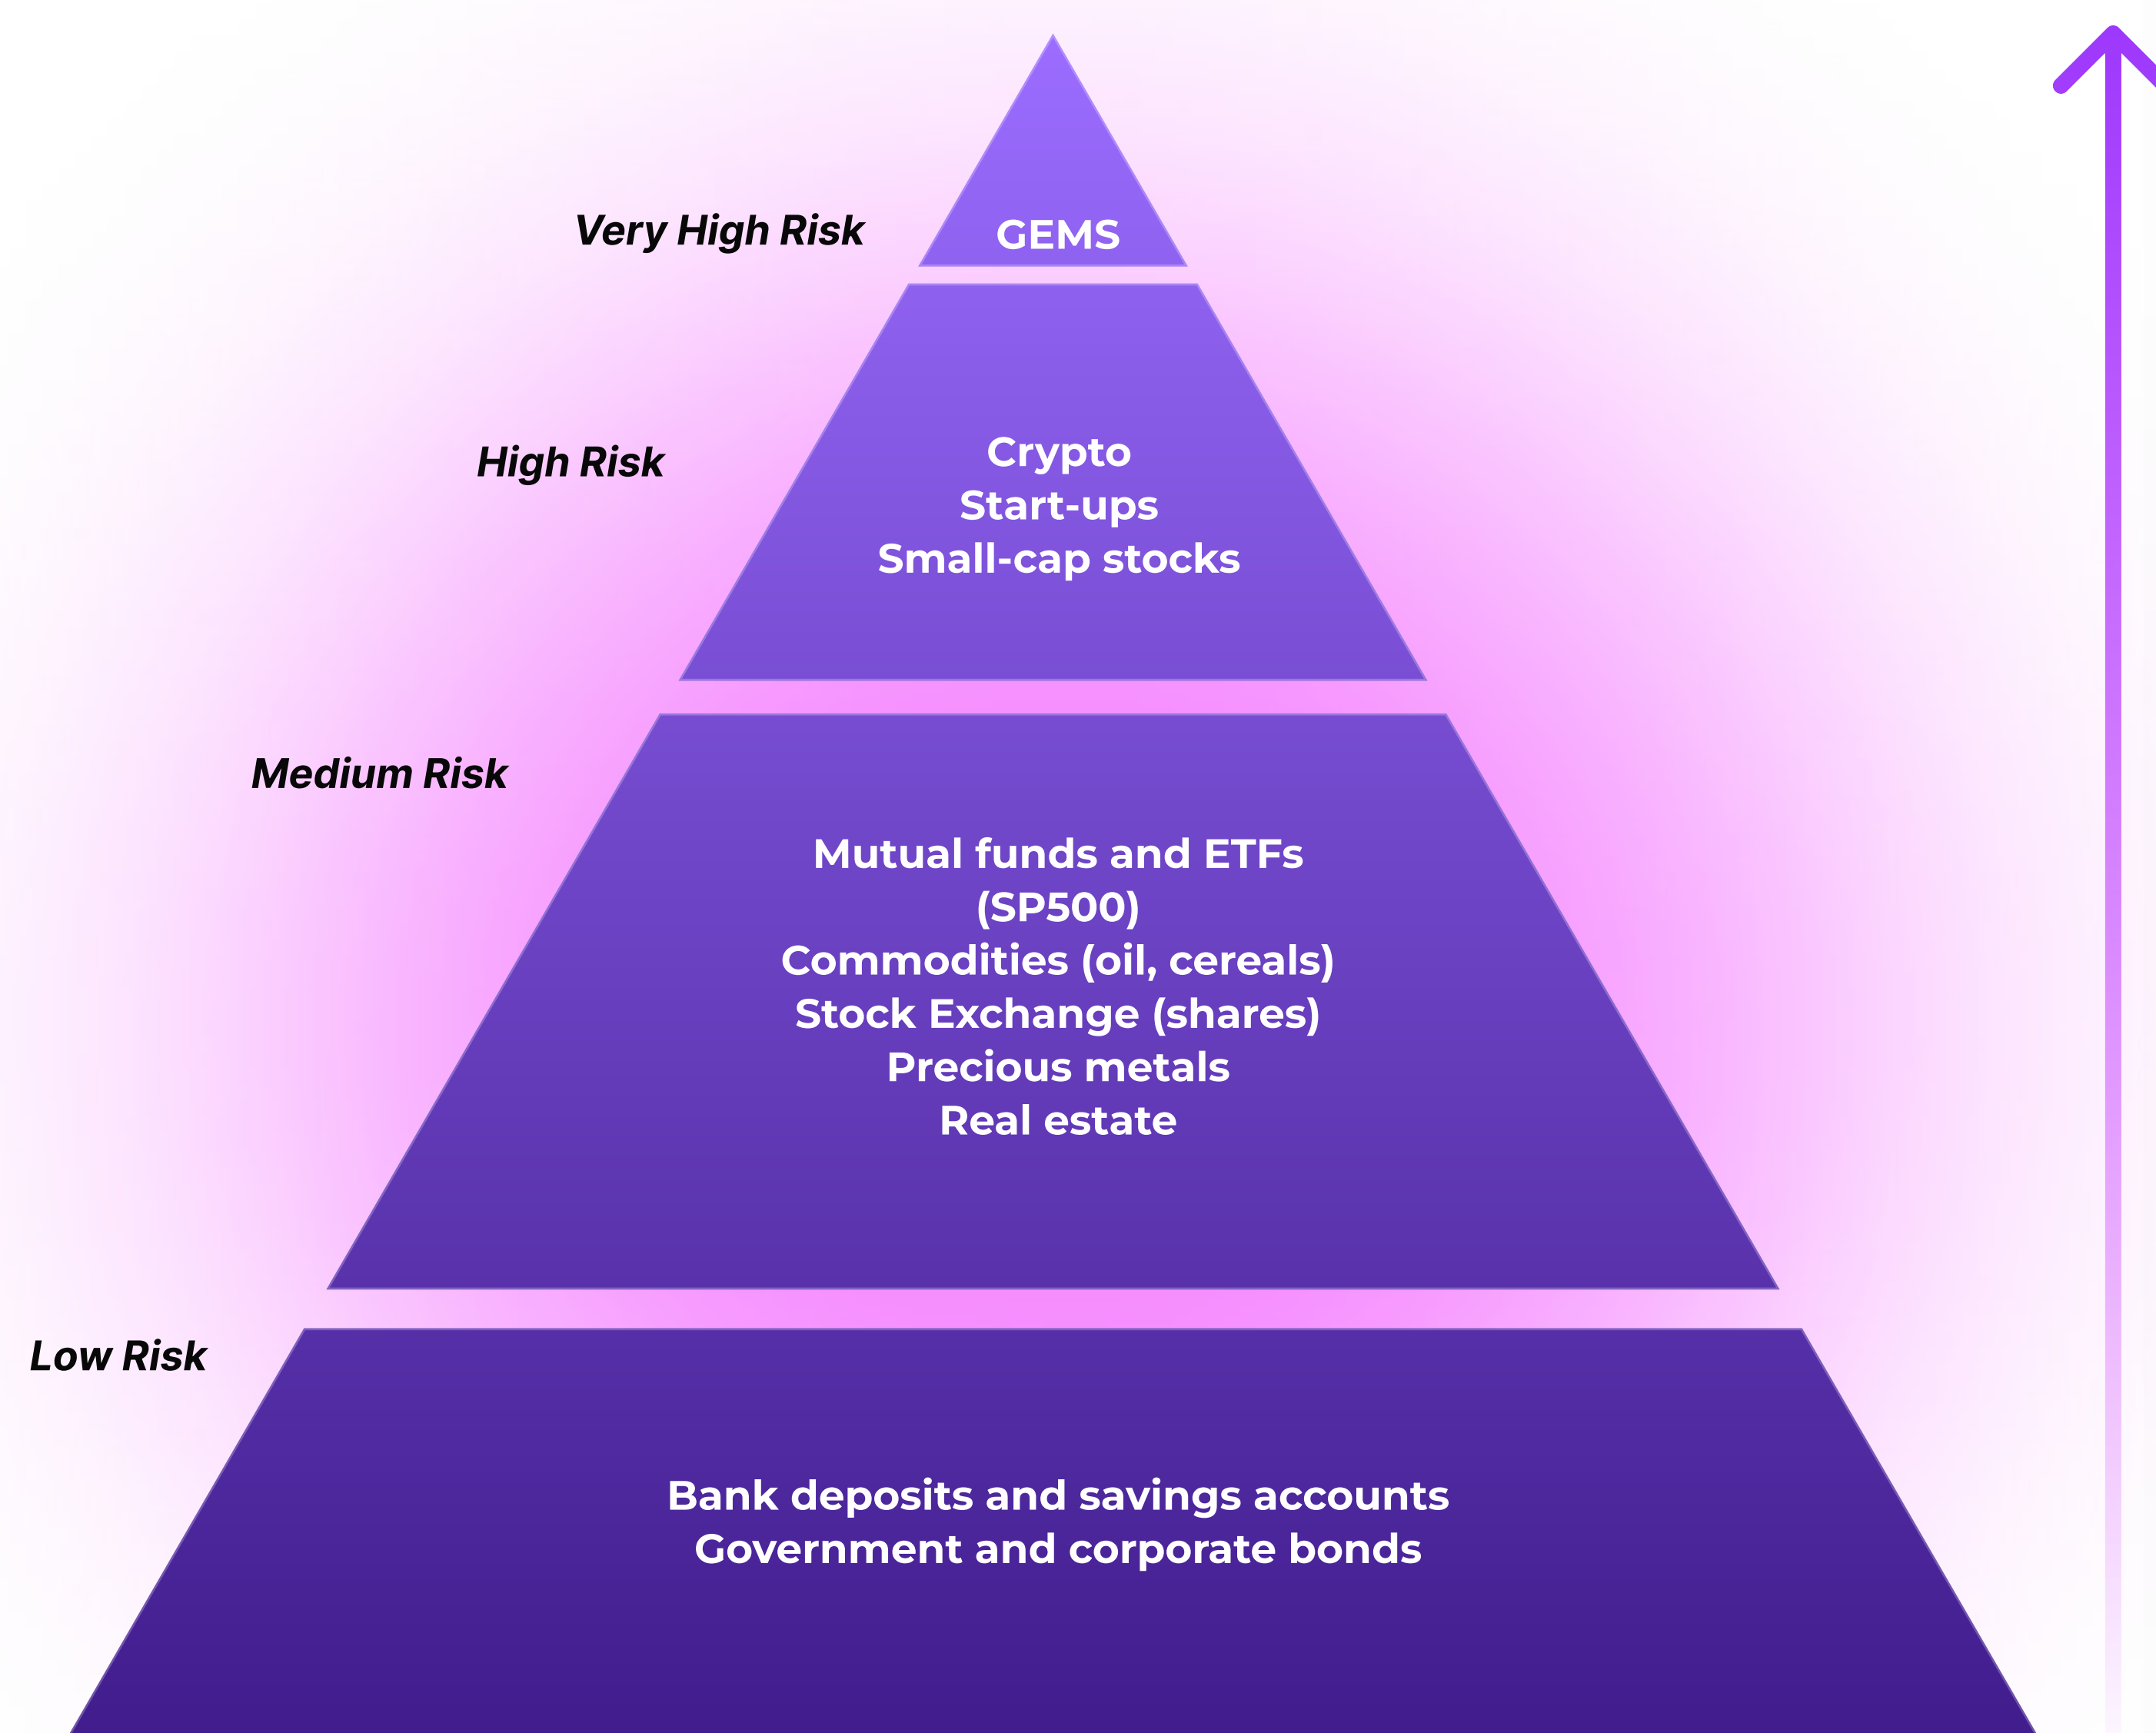 Very High Risk
GEMS
High Risk
Crypto
Start-ups
Small-cap stocks
Medium Risk
Mutual funds and ETFs
(SP500)
Commodities (oil, cereals)
Stock Exchange (shares)
Precious metals
Real estate
Low Risk
Bank deposits and savings accounts
Government and corporate bonds